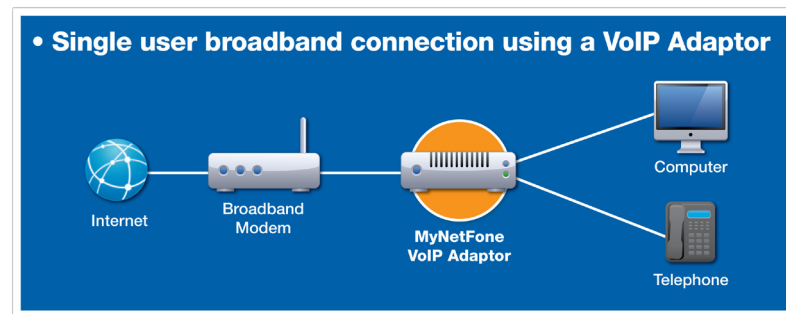 • Single user broadband connection using a VoIP Adaptor
Internet
Broadband
Modem
MyNetFone
VoIP Adaptor
Computer
Telephone